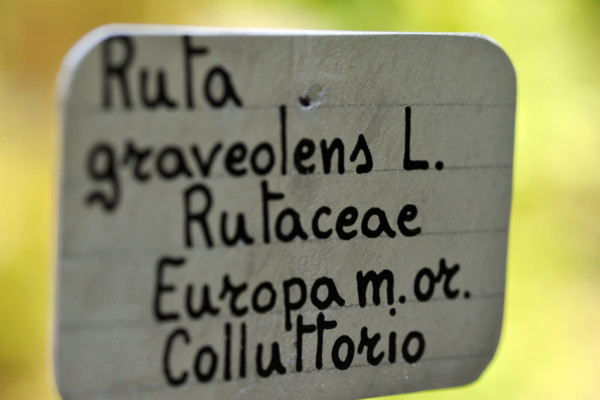 Ruta
graveolens L.
Rutaceae
Europa m. or.
Colluttorio